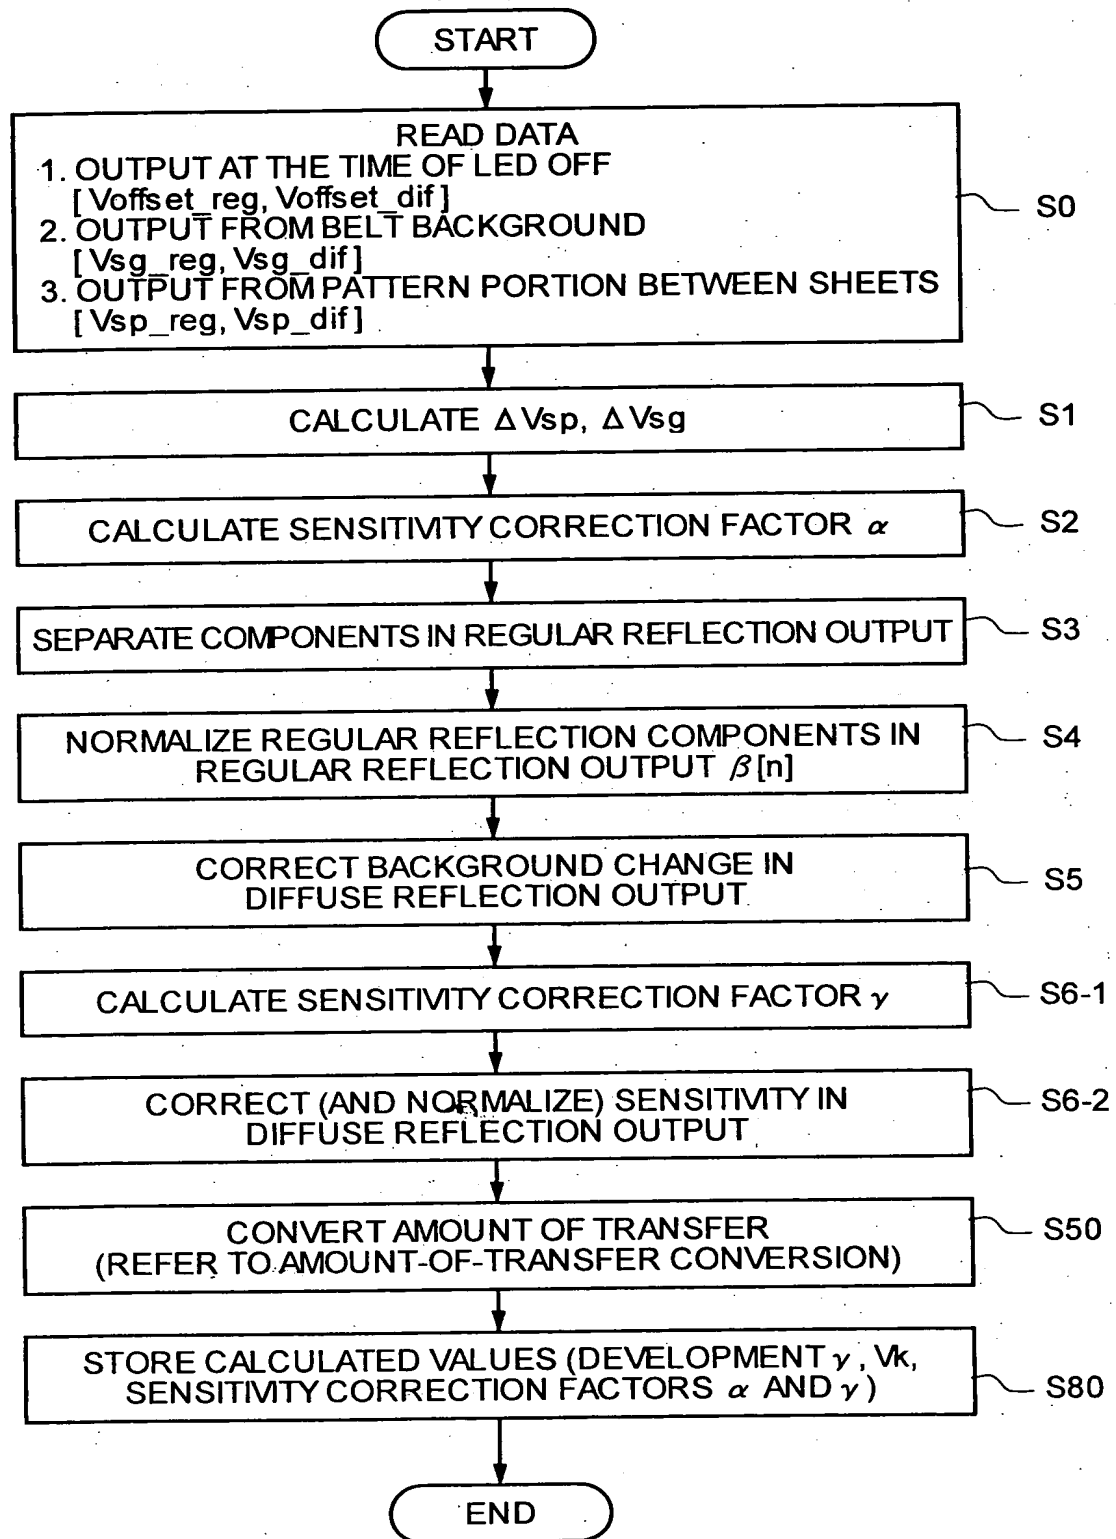 START
READ DATA
1. OUTPUT AT THE TIME OF LED OFF
[Voffset_reg, Voffset_dif]
2. OUTPUT FROM BELT BACKGROUND
[Vsg_reg, Vsg_dif]
3. OUTPUT FROM PATTERN PORTION BETWEEN SHEETS
[Vsp_reg, Vsp_dif]
S0
CALCULATE ΔVsp, ΔVsg
S1
CALCULATE SENSITIVITY CORRECTION FACTOR α
S2
SEPARATE COMPONENTS IN REGULAR REFLECTION OUTPUT
S3
NORMALIZE REGULAR REFLECTION COMPONENTS IN
REGULAR REFLECTION OUTPUT β[n]
S4
CORRECT BACKGROUND CHANGE IN
DIFFUSE REFLECTION OUTPUT
S5
CALCULATE SENSITIVITY CORRECTION FACTOR γ
S6-1
CORRECT (AND NORMALIZE) SENSITIVITY IN
DIFFUSE REFLECTION OUTPUT
S6-2
CONVERT AMOUNT OF TRANSFER
(REFER TO AMOUNT-OF-TRANSFER CONVERSION)
S50
STORE CALCULATED VALUES (DEVELOPMENT γ, Vk,
SENSITIVITY CORRECTION FACTORS α AND γ)
S80
END